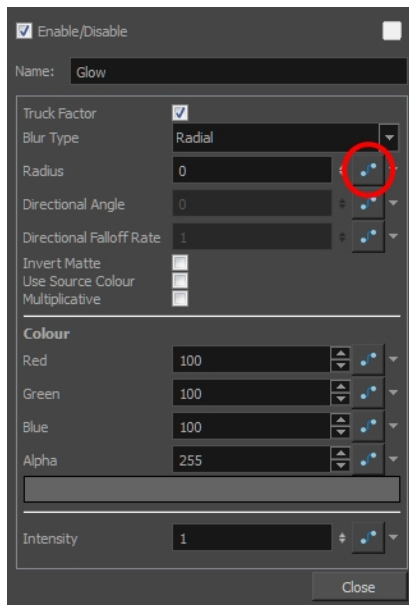 Enable/Disable
Name: Glow
Truck Factor
Blur Type Radial
Radius 0
Directional Angle 0
Directional Falloff Rate 1
Invert Matte
Use Source Colour
Multiplicative
Colour
Red 100
Green 100
Blue 100
Alpha 255
Intensity 1
Close